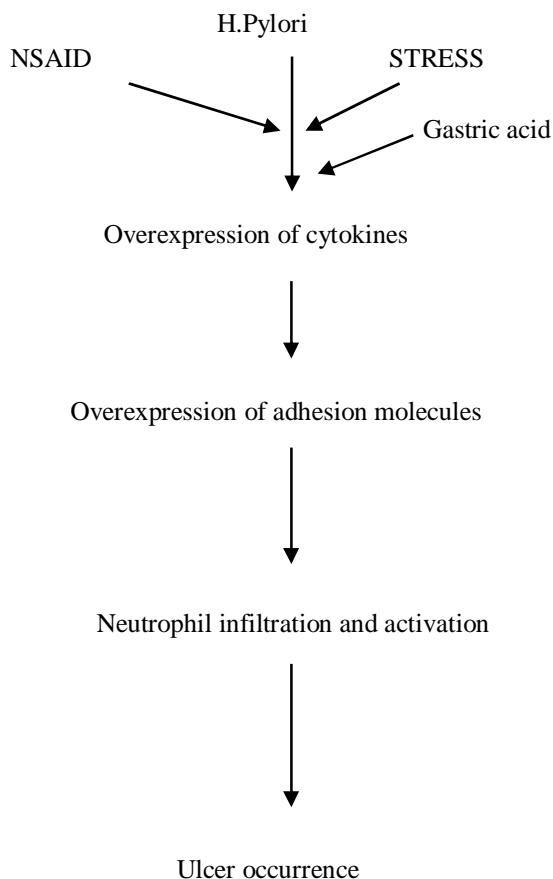 H.Pylori
NSAID
STRESS
Gastric acid
Overexpression of cytokines
Overexpression of adhesion molecules
Neutrophil infiltration and activation
Ulcer occurrence